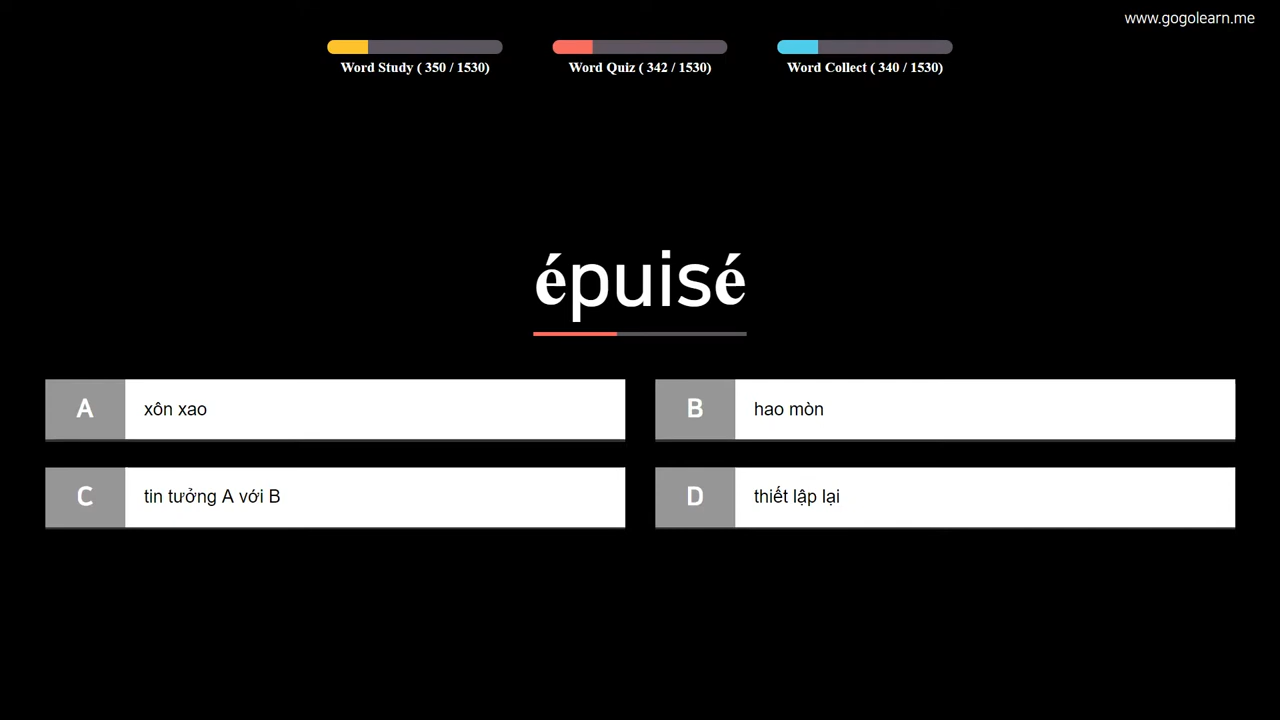 www.gogolearn.me
Word Study ( 350 / 1530)
Word Quiz ( 342 / 1530)
Word Collect ( 340 / 1530)
épuisé
A xôn xao
B hao mòn
C tin tưởng A với B
D thiết lập lại